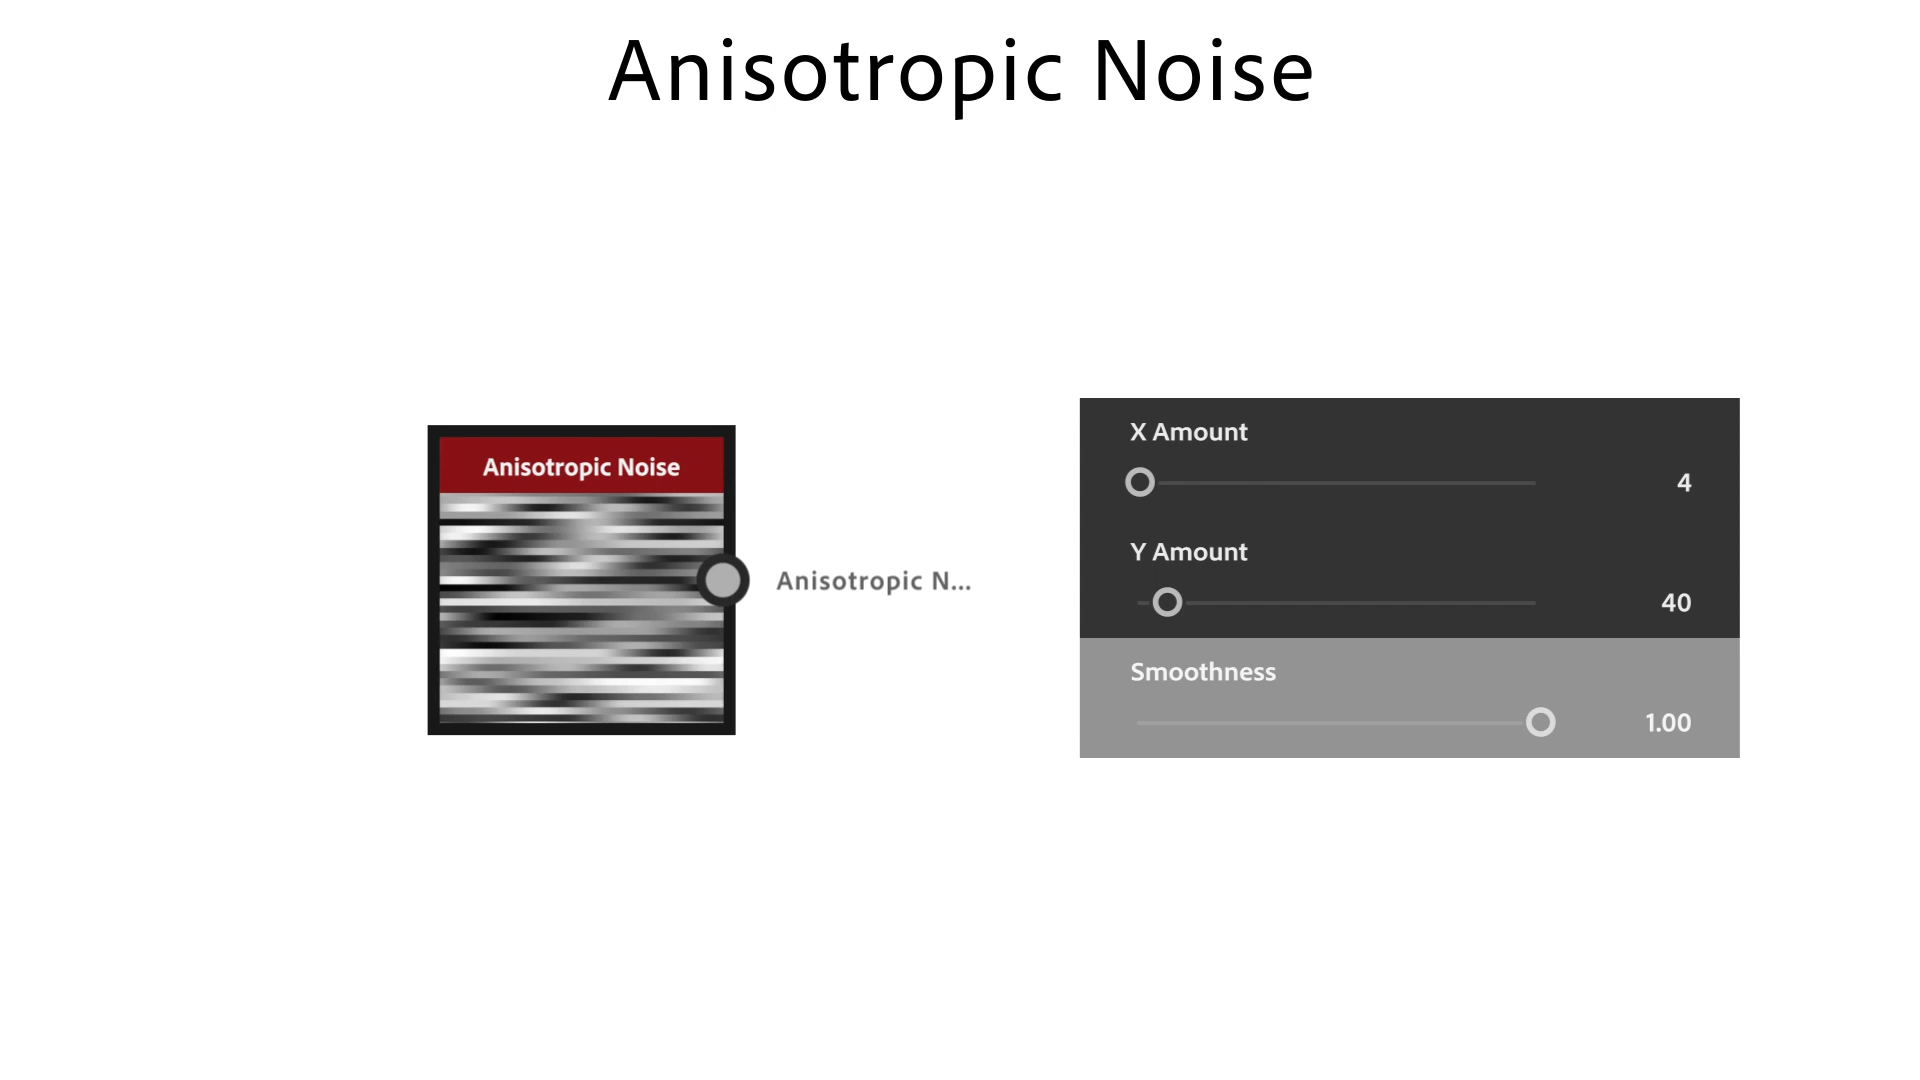 Anisotropic Noise
Anisotropic Noise
Anisotropic N...
X Amount
4
Y Amount
40
Smoothness
1.00